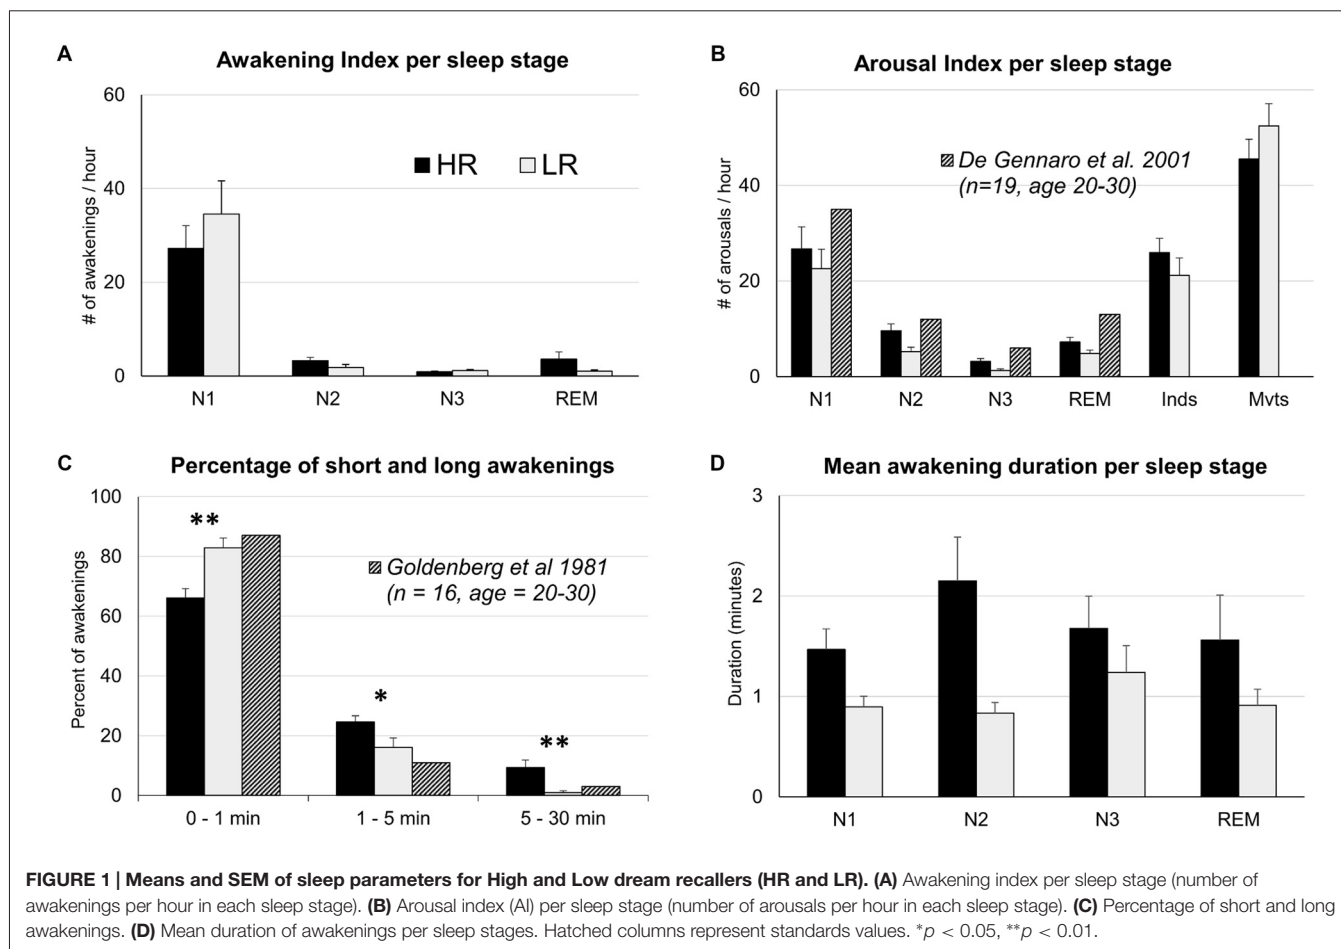 A
Awakening Index per sleep stage
# of awakenings / hour
60
40
20
0
HR
LR
N1
N2
N3
REM
B
Arousal Index per sleep stage
# of arousals / hour
60
40
20
0
De Gennaro et al. 2001
(n=19, age 20-30)
N1
N2
N3
REM
Inds
Mvts
C
Percentage of short and long awakenings
Percent of awakenings
100
80
60
40
20
0
**
*
**
Goldenberg et al 1981
(n = 16, age = 20-30)
0 - 1 min
1 - 5 min
5 - 30 min
D
Mean awakening duration per sleep stage
Duration (minutes)
3
2
1
0
N1
N2
N3
REM
FIGURE 1 | Means and SEM of sleep parameters for High and Low dream recallers (HR and LR). (A) Awakening index per sleep stage (number of
awakenings per hour in each sleep stage). (B) Arousal index (AI) per sleep stage (number of arousals per hour in each sleep stage). (C) Percentage of short and long
awakenings. (D) Mean duration of awakenings per sleep stages. Hatched columns represent standards values. *p < 0.05, **p < 0.01.